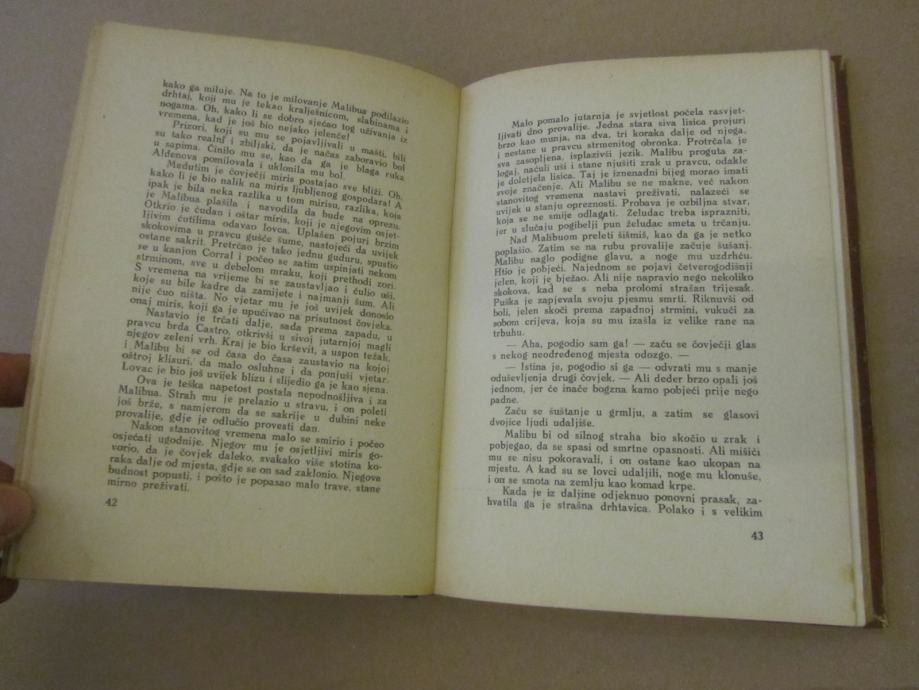 kako ga miluje. Na to je milovanje Malibua podilazio
drhtaj, koji mu je tekao kralješnicom, slabinama i
nogama. Oh, kako li se dobro sjećao tog uživanja iz
vremena, kad je još bio nejako jelenče!
Prizori, koji su mu se pojavljivali u mašti, bili
su tako realni i zbiljski, da je načas zaboravio bol
u sapima. Činilo mu se, kao da ga je blaga ruka
Aldenova pomilovala i uklonila mu bol.
Međutim je čovječji miris postajao sve bliži. Oh,
kako li je bio nalik na miris ljubljenog gospodara! A
ipak je bila neka razlika u tom mirisu, razlika, koja
je Malibua plašila i navodila da bude na oprezu.
Otkrio je čudan i oštar miris, koji je njegovim osjet-
ljivim ćutilima odavao lovca. Uplašen pojuri brzim
skokovima u pravcu gušće šume, nastojeći da uvijek
ostane sakrit. Pretrčao je tako jednu guduru, spustio
se u kanjon Corral i počeo se zatim uspinjati nekom
strminom, sve u debelom mraku, koji prethodi zori.
S vremena na vrijeme bi se zaustavljao i ćulio uši,
koje su bile kadre da zamijete i najmanji šum. Ali
nije čuo ništa. No vjetar mu je još uvijek donosio
onaj miris, koji ga je upućivao na prisutnost čovjeka.
Nastavio je trčati dalje, sada prema zapadu, u
pravcu brda Castro, otkrivši u sivoj jutarnjoj magli
njegov zeleni vrh. Kraj je bio krševit, a uspon težak,
i Malibu bi se od časa do časa zaustavio na kojoj
oštroj klisuri, da malo oslušne i da ponjuši vjetar.
Lovac je bio još uvijek blizu i slijedio ga je kao sjena.
Ova je teška napetost postala nepodnošljiva i za
Malibua. Strah mu je prelazio u stravu, i on poleti
još brže, s namjerom da se sakrije u dubini neke
provalije, gdje je odlučio provesti dan.
Nakon stanovitog vremena malo se smirio i počeo
osjećati ugodnije. Njegov mu je osjetljivi miris go-
vorio, da je čovjek daleko, svakako više stotina ko-
raka dalje od mjesta, gdje se on sad zaklonio. Njegova
budnost popusti, i pošto je popasao malo trave, stane
mirno preživati.
42
Malo pomalo jutarnja je svjetlost počela rasvjet-
ljivati dno provalije. Jedna stara siva lisica projuri
brzo kao munja, na dva, tri koraka dalje od njega,
i nestane u pravcu strmenitog obronka. Protrčala je
sva zasopljena, isplazivši jezik. Malibu proguta za-
logaj, naćuli uši i stane njušiti zrak u pravcu, odakle
je doletjela lisica. Taj je iznenadni bijeg morao imati
svoje značenje. Ali Malibu se ne makne, već nakon
stanovitog vremena nastavi preživati, nalazeći se
uvijek u stanju opreznosti. Probava je ozbiljna stvar,
koja se ne smije odlagati. Želudac treba isprazniti,
jer u slučaju pogibelji pun želudac smeta u trčanju.
Nad Malibuom preleti šišmiš, kao da ga je netko
poplašio. Zatim se na rubu provalije začuje šušanj.
Malibu naglo podigne glavu, a noge mu uzdrhću.
Htio je pobjeći. Najednom se pojavi četverogodišnji
jelen, koji je bježao. Ali nije napravio nego nekoliko
skokova, kad se s neba prolomi strašan trijesak.
Puška je zapjevala svoju pjesmu smrti. Riknuvši od
boli, jelen skoči prema zapadnoj strmini, vukući za
sobom crijeva, koja su mu izašla iz velike rane na
trbuhu.
— Aha, pogodio sam ga! — začu se čovječji glas
s nekog neodređenog mjesta odozgo. —
— Istina je, pogodio si ga — odvrati mu s manje
oduševljenja drugi čovjek. — Ali deder brzo opali još
jednom, jer će inače bogzna kamo pobjeći prije nego
padne.
Začu se šuštanje u grmlju, a zatim se glasovi
dvojice ljudi udaljiše.
Malibu bi od silnog straha bio skočio u zrak i
pobjegao, da se spasi od smrtne opasnosti. Ali mišići
mu se nisu pokoravali, i on ostane kao ukopan na
mjestu. A kad su se lovci udaljili, noge mu klonuše,
i on se smota na zemlju kao komad krpe.
Kada je iz daljine odjeknuo ponovni prasak, za-
hvatila ga je strašna drhtavica. Polako i s velikim
43